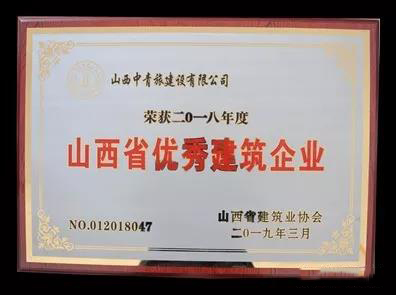 山西中青旅建设有限公司
荣获二0一八年度
山西省优秀建筑企业
NO.012018047
山西省建筑业协会
二0一九年三月